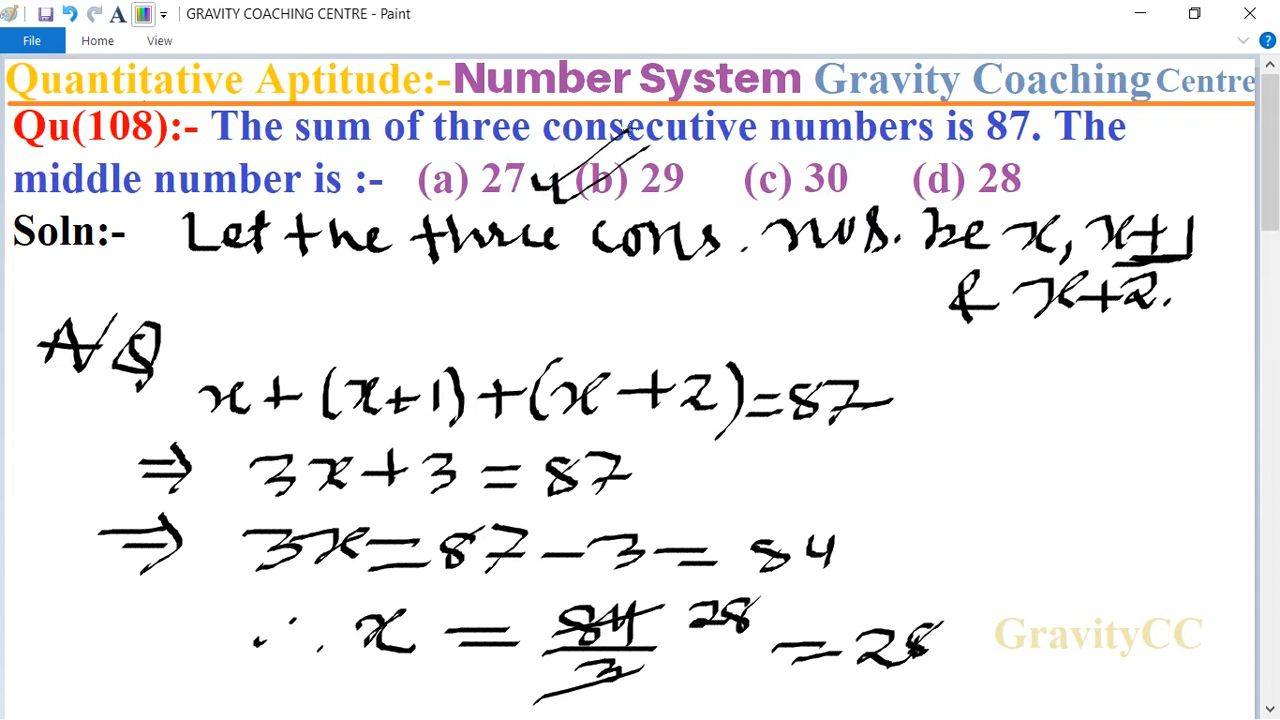 GRAVITY COACHING CENTRE - Paint
File Home View
Quantitative Aptitude:-Number System Gravity Coaching Centre
Qu(108):- The sum of three consecutive numbers is 87. The
middle number is :- (a) 27 (b) 29 (c) 30 (d) 28
Soln:- Let the three cons. nos. be x, x+1
& x+2.
A/Q
x+(x+1)+(x+2)=87
⇒ 3x+3=87
⇒ 3x=87-3=84
∴ x = 84/3 28 = 28
GravityCC